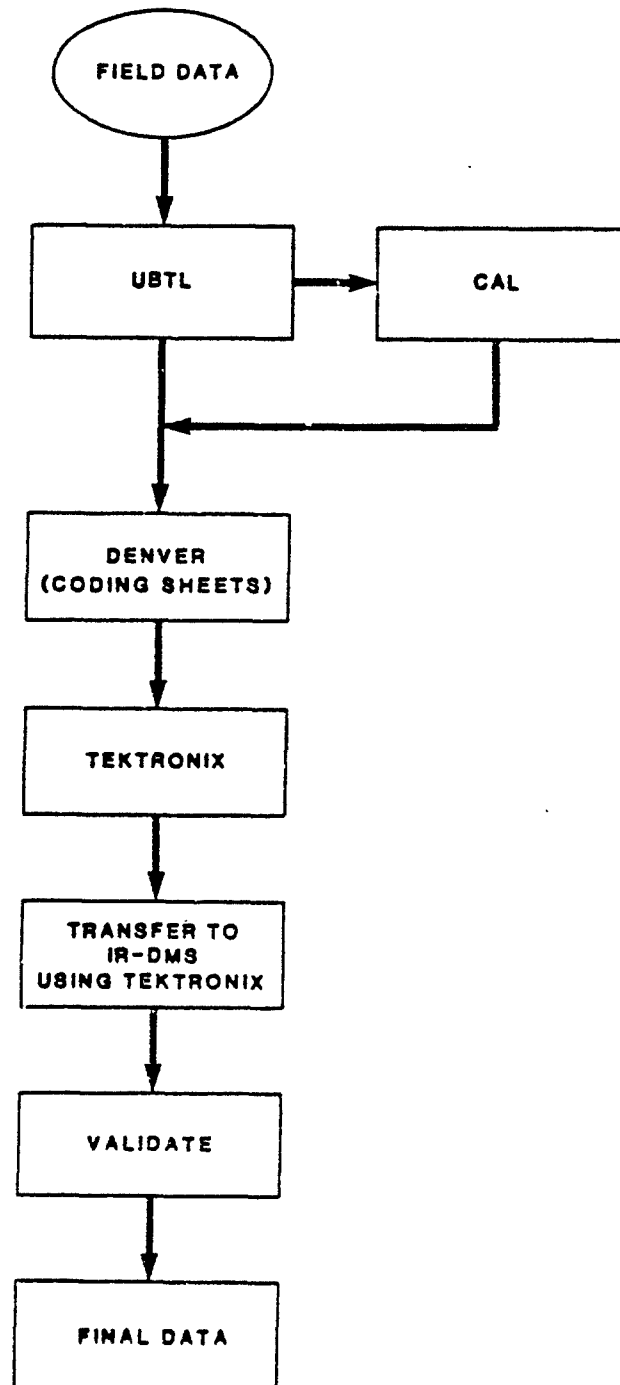 FIELD DATA
UBTL
CAL
DENVER
(CODING SHEETS)
TEKTRONIX
TRANSFER TO
IR-DMS
USING TEKTRONIX
VALIDATE
FINAL DATA